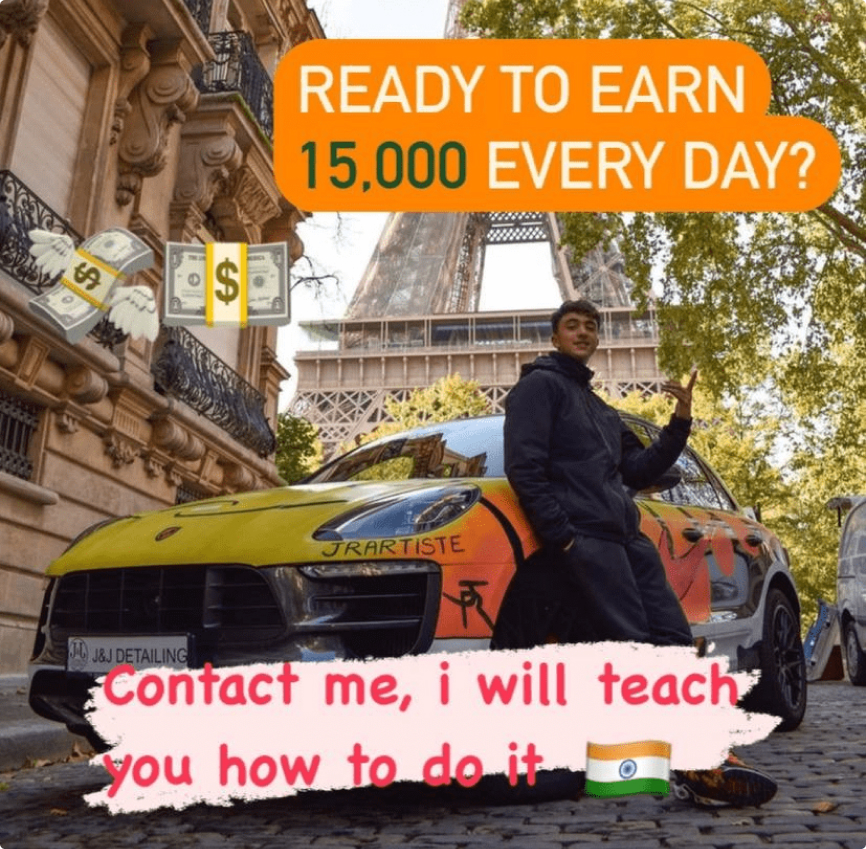 READY TO EARN
15,000 EVERY DAY?
JRARTISTE
J&J DETAILING
Contact me, i will teach
you how to do it